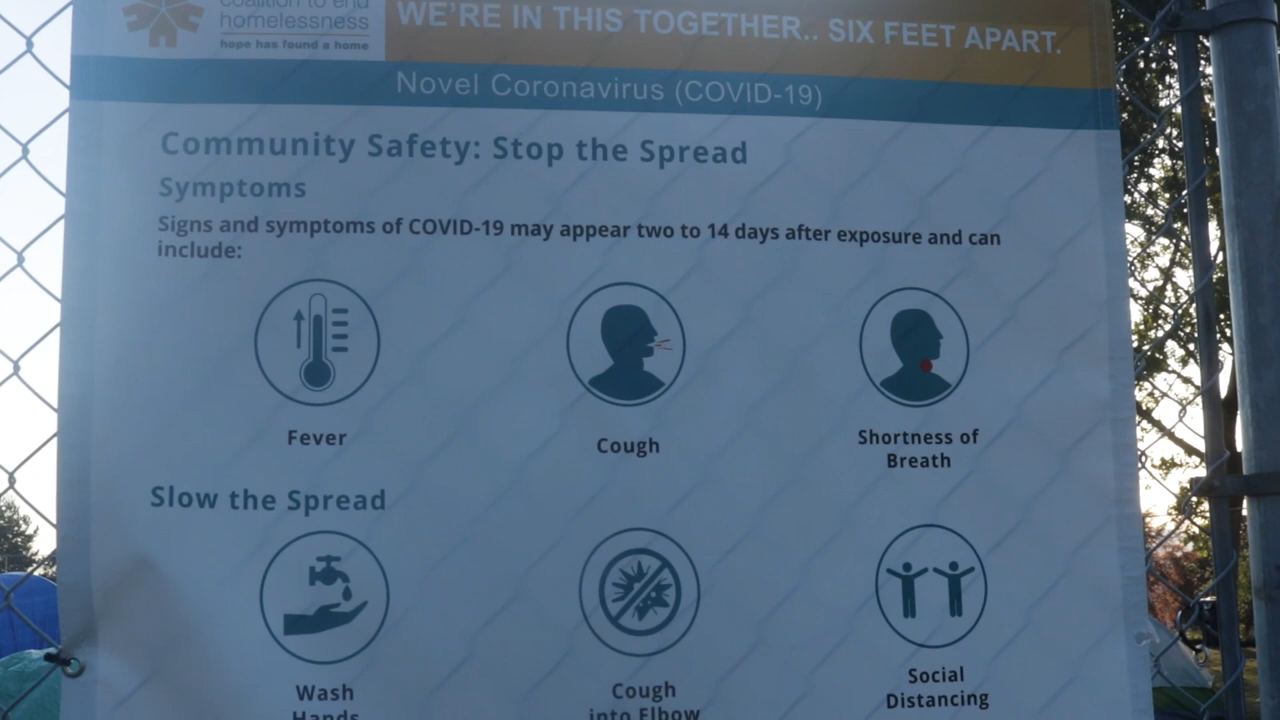 coalition to end
homelessness
hope has found a home
WE'RE IN THIS TOGETHER.. SIX FEET APART.
Novel Coronavirus (COVID-19)
Community Safety: Stop the Spread
Symptoms
Signs and symptoms of COVID-19 may appear two to 14 days after exposure and can
include:
Fever
Cough
Shortness of
Breath
Slow the Spread
Wash
Hands
Cough
into Elbow
Social
Distancing